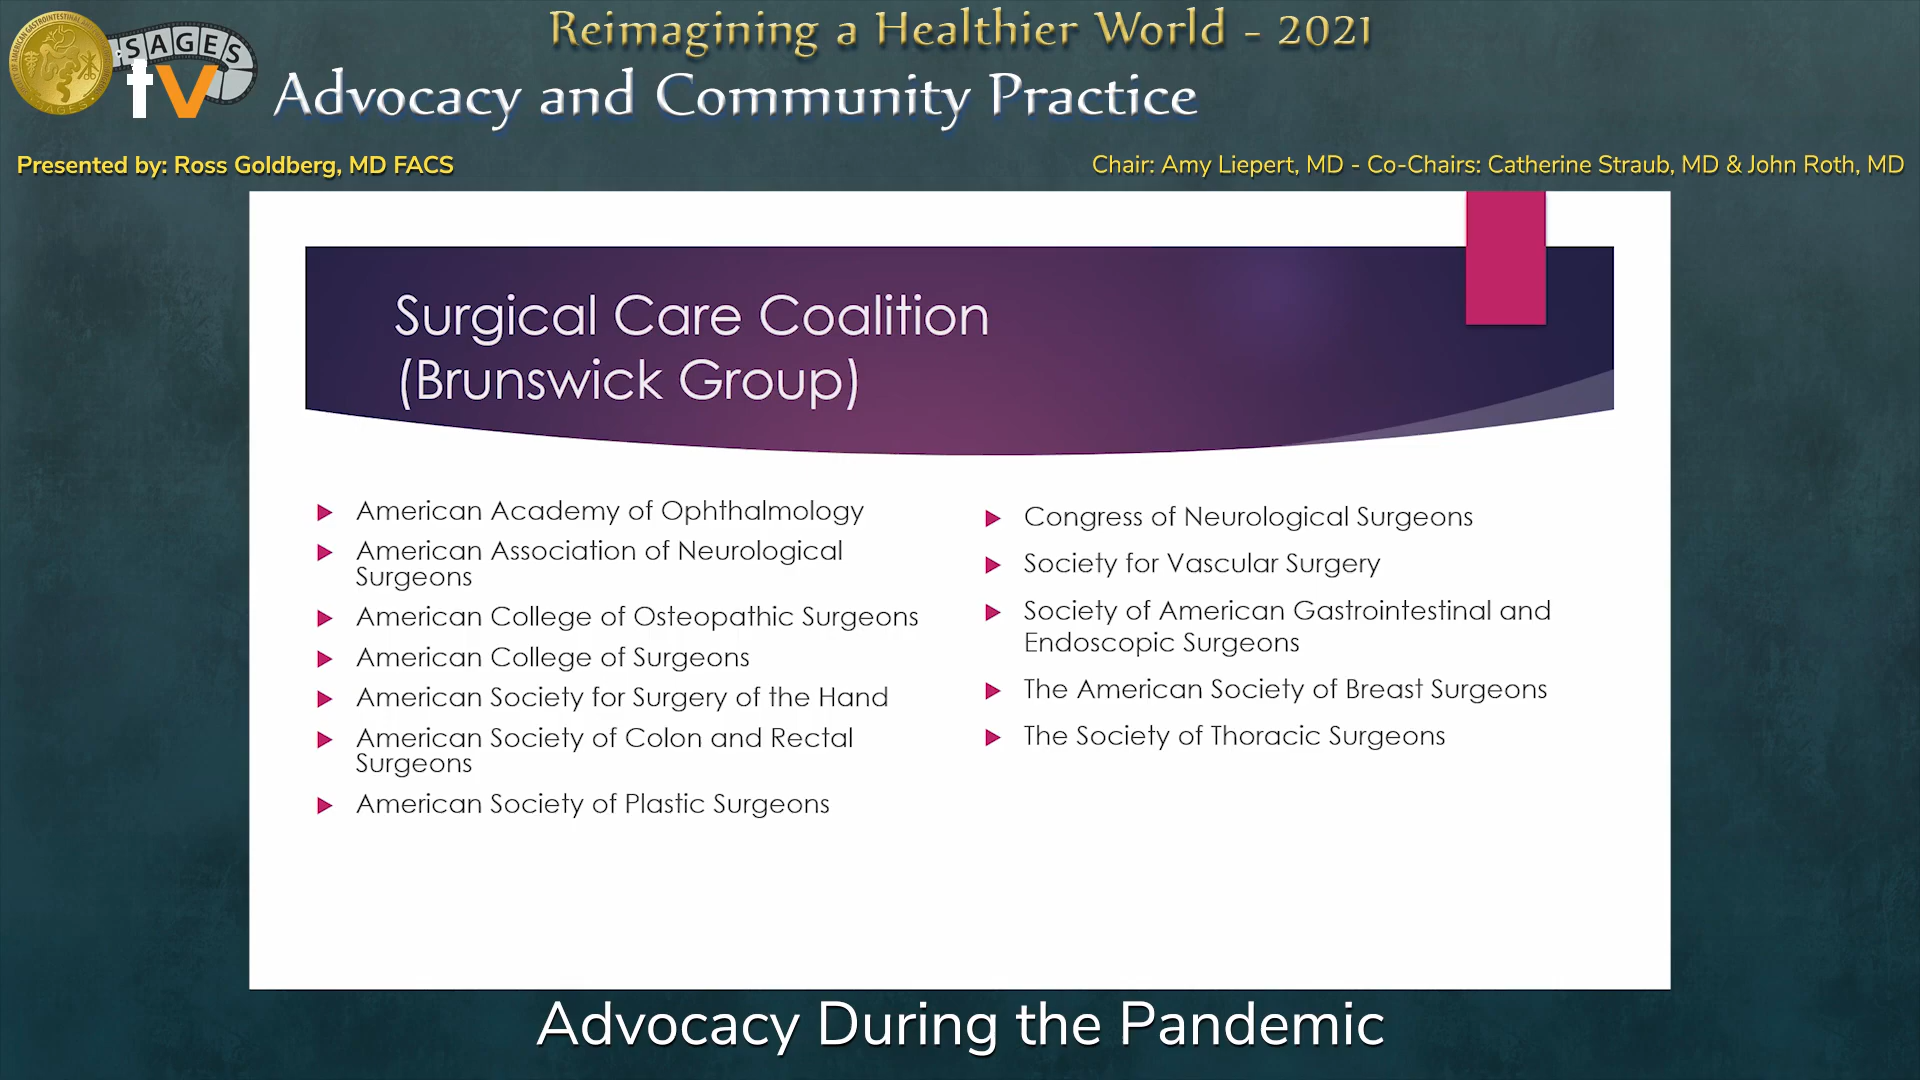 Reimagining a Healthier World - 2021
SAGES
tv
Advocacy and Community Practice
Presented by: Ross Goldberg, MD FACS
Chair: Amy Liepert, MD - Co-Chairs: Catherine Straub, MD & John Roth, MD
Surgical Care Coalition
(Brunswick Group)
American Academy of Ophthalmology
American Association of Neurological
Surgeons
American College of Osteopathic Surgeons
American College of Surgeons
American Society for Surgery of the Hand
American Society of Colon and Rectal
Surgeons
American Society of Plastic Surgeons
Congress of Neurological Surgeons
Society for Vascular Surgery
Society of American Gastrointestinal and
Endoscopic Surgeons
The American Society of Breast Surgeons
The Society of Thoracic Surgeons
Advocacy During the Pandemic